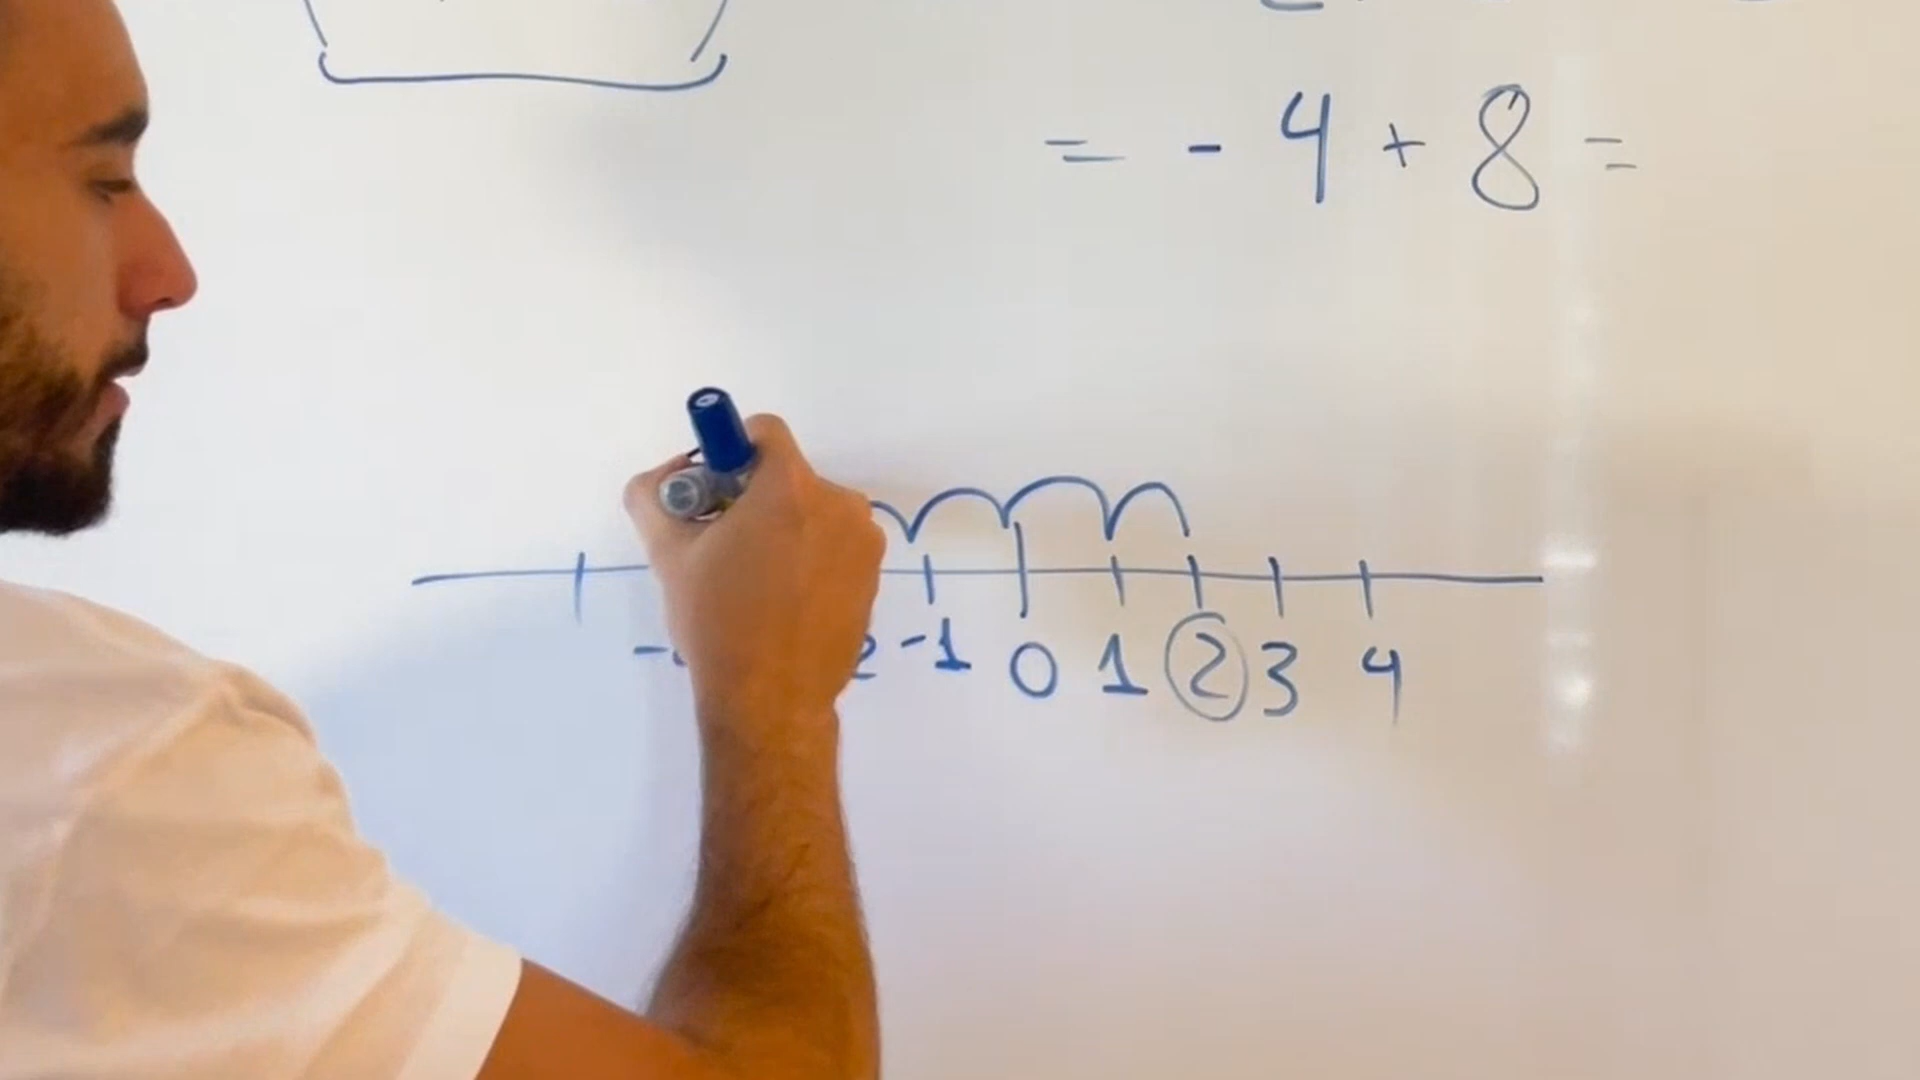 = - 4 + 8 =
-1 0 1 2 3 4